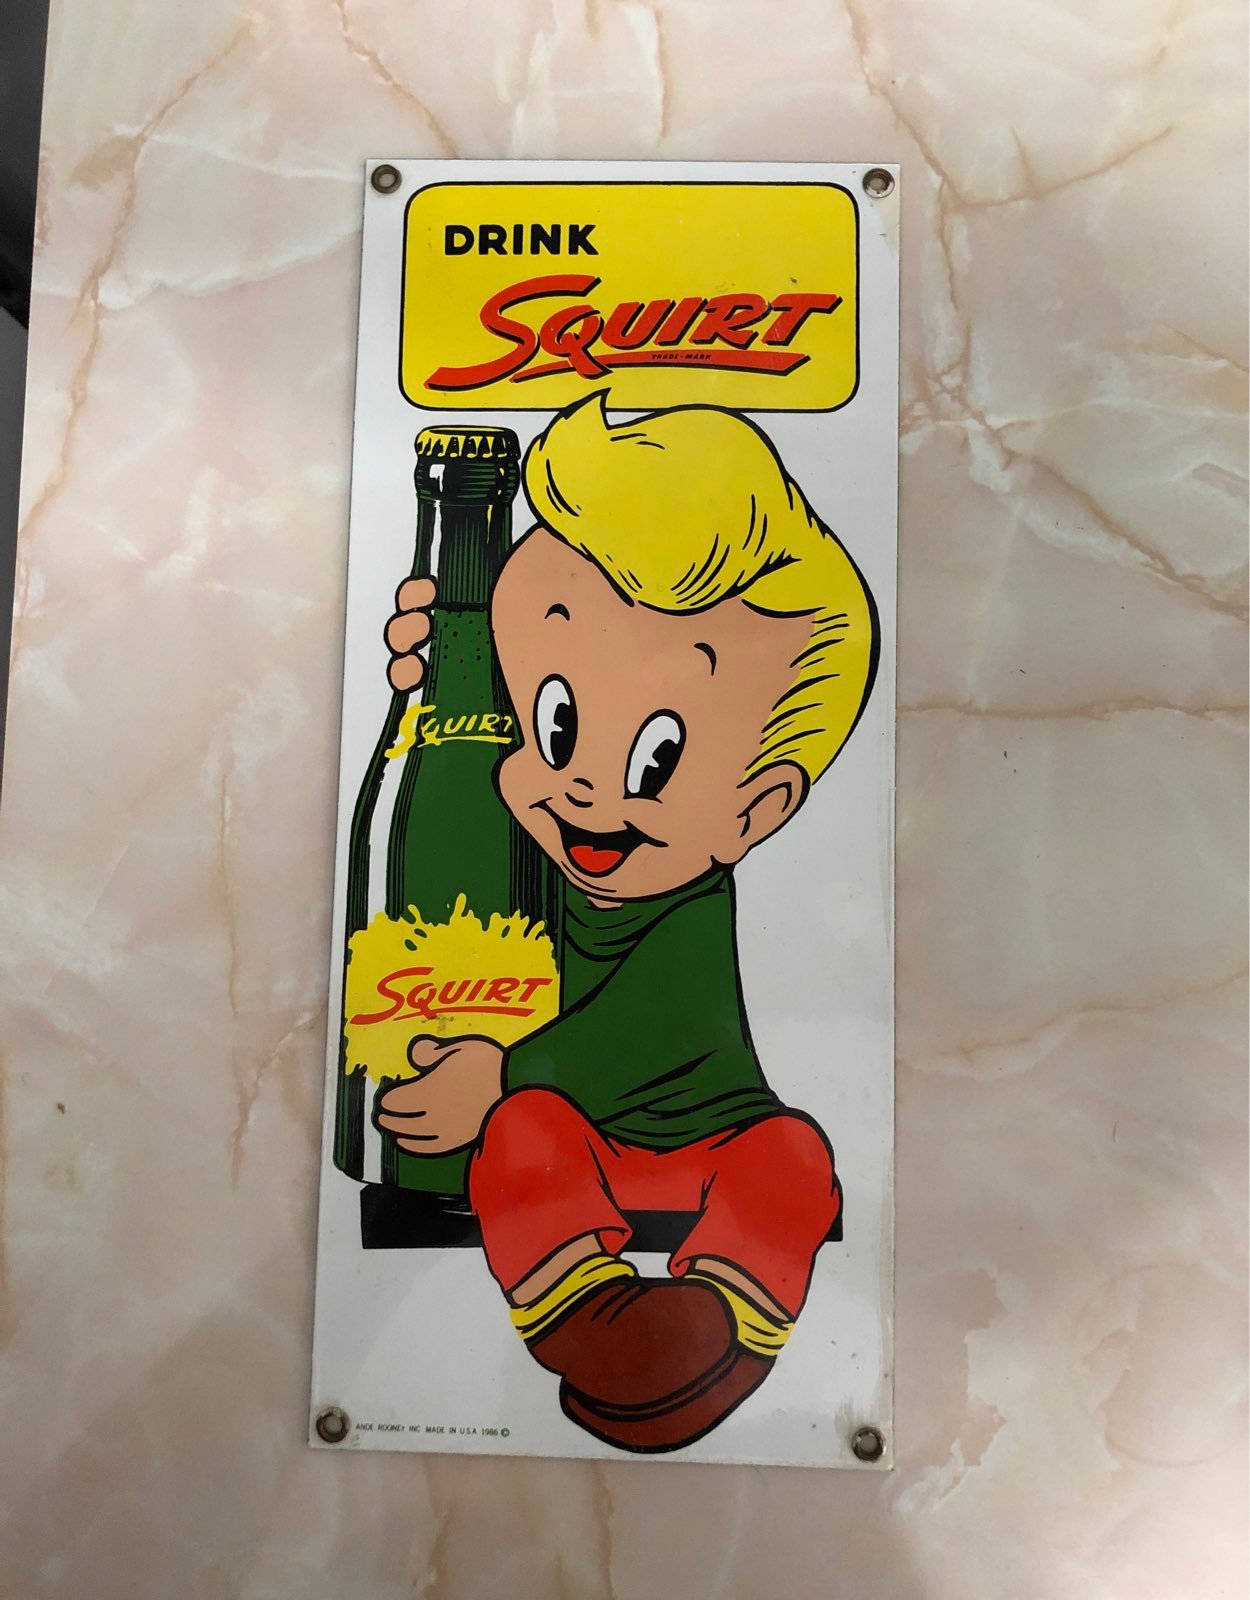 DRINK
SQUIRT
TRADE-MARK
SQUIRT
SQUIRT
ANDE ROONEY INC MADE IN U.S.A. 1986 ©